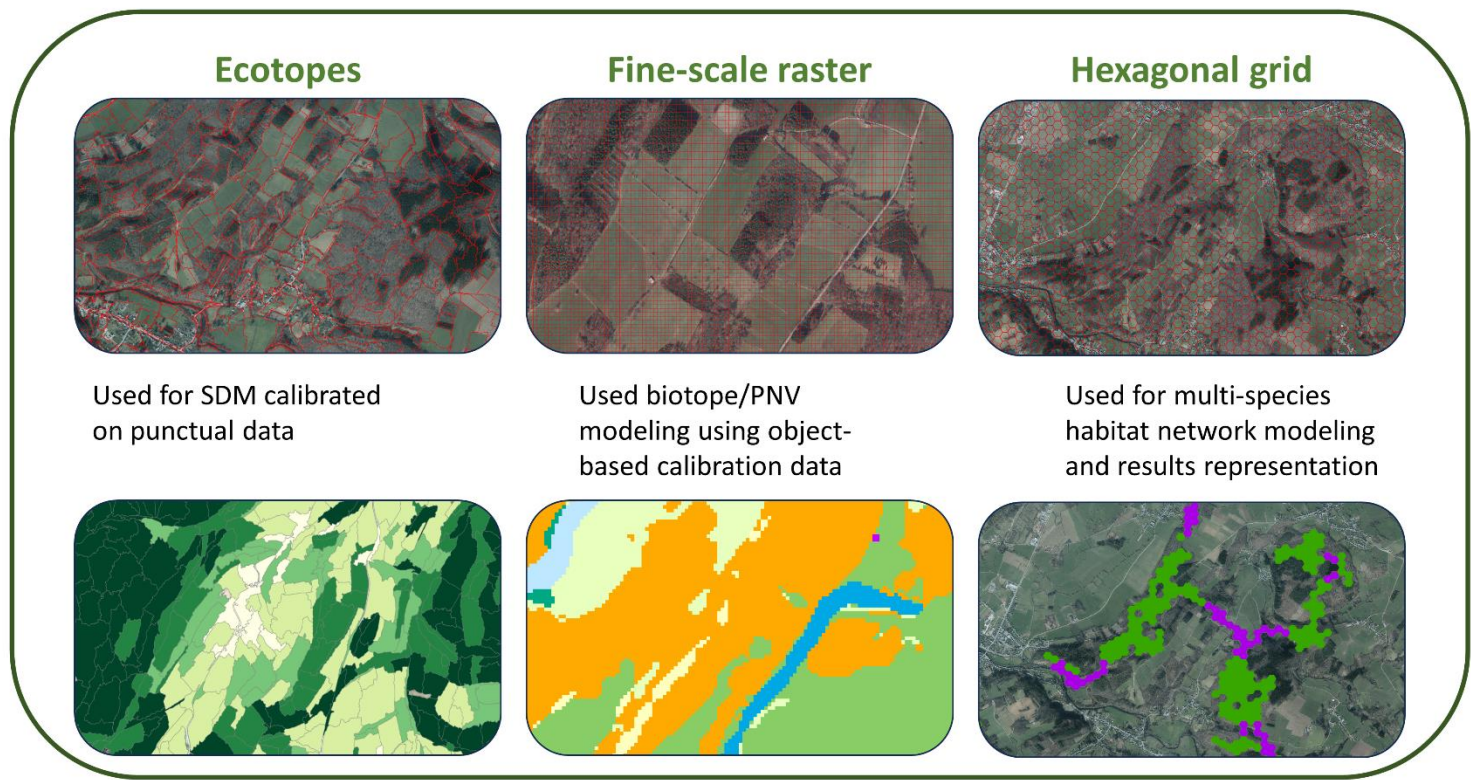 Ecotopes
Fine-scale raster
Hexagonal grid
Used for SDM calibrated
on punctual data
Used biotope/PNV
modeling using object-
based calibration data
Used for multi-species
habitat network modeling
and results representation